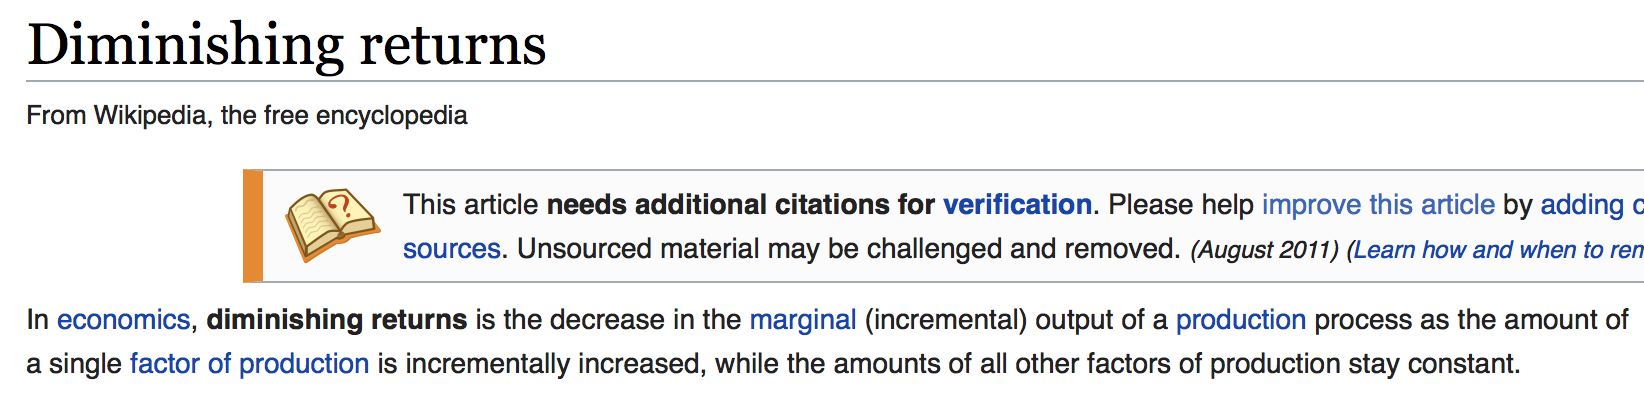 Diminishing returns
From Wikipedia, the free encyclopedia
This article needs additional citations for verification. Please help improve this article by adding
sources. Unsourced material may be challenged and removed. (August 2011) (Learn how and when to
In economics, diminishing returns is the decrease in the marginal (incremental) output of a production process as the amount of
a single factor of production is incrementally increased, while the amounts of all other factors of production stay constant.